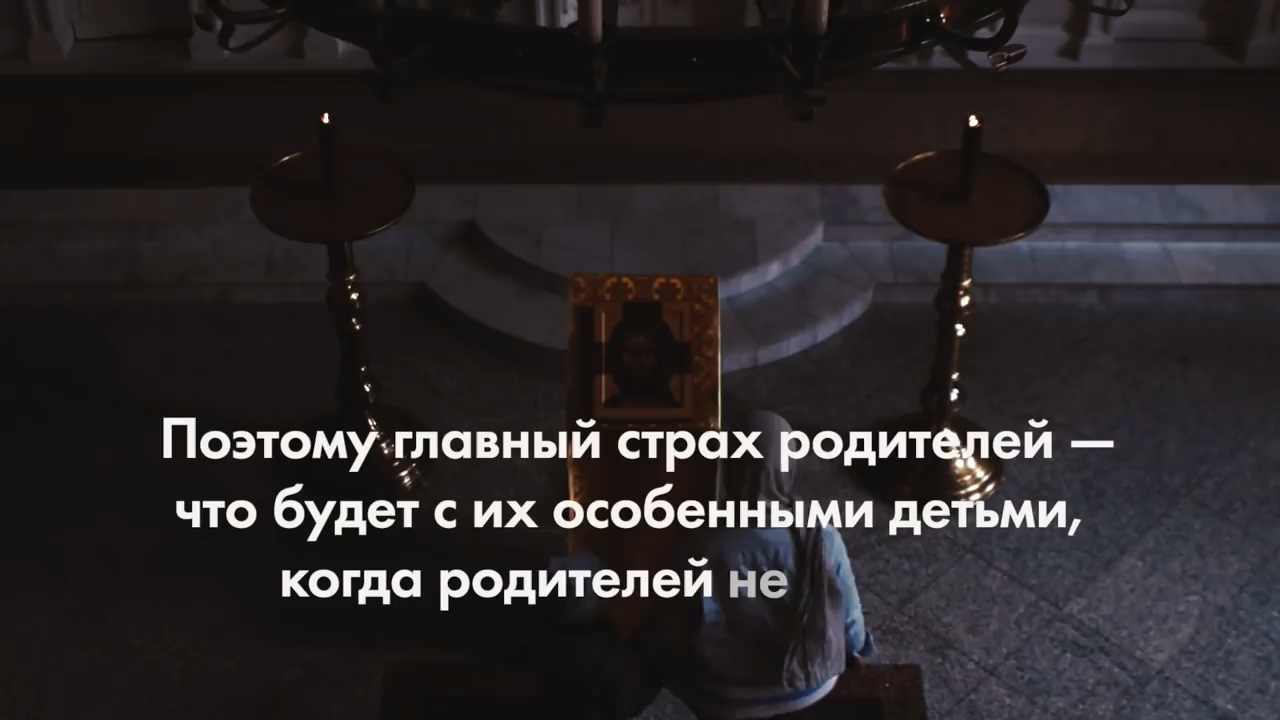 Поэтому главный страх родителей —
что будет с их особенными детьми,
когда родителей не